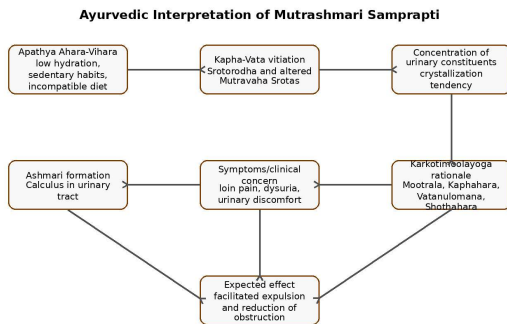 Ayurvedic Interpretation of Mutrashmari Samprapti
Apathya Ahara-Vihara
low hydration,
sedentary habits,
incompatible diet
Kapha-Vata vitiation
Srotorodha and altered
Mutravaha Srotas
Concentration of
urinary constituents
crystallization
tendency
Ashmari formation
Calculus in urinary
tract
Symptoms/clinical
concern
loin pain, dysuria,
urinary discomfort
Karkotimoolayoga
rationale
Mootrala, Kaphahara,
Vatanulomana,
Shothahara
Expected effect
facilitated expulsion
and reduction of
obstruction